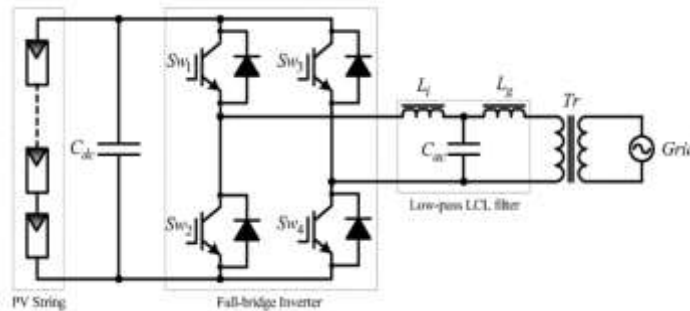 Sw1
Sw3
Li
Lg
Tr
Cdc
Cac
Grid
Sw2
Sw4
Low-pass LCL filter
PV String
Full-bridge Inverter